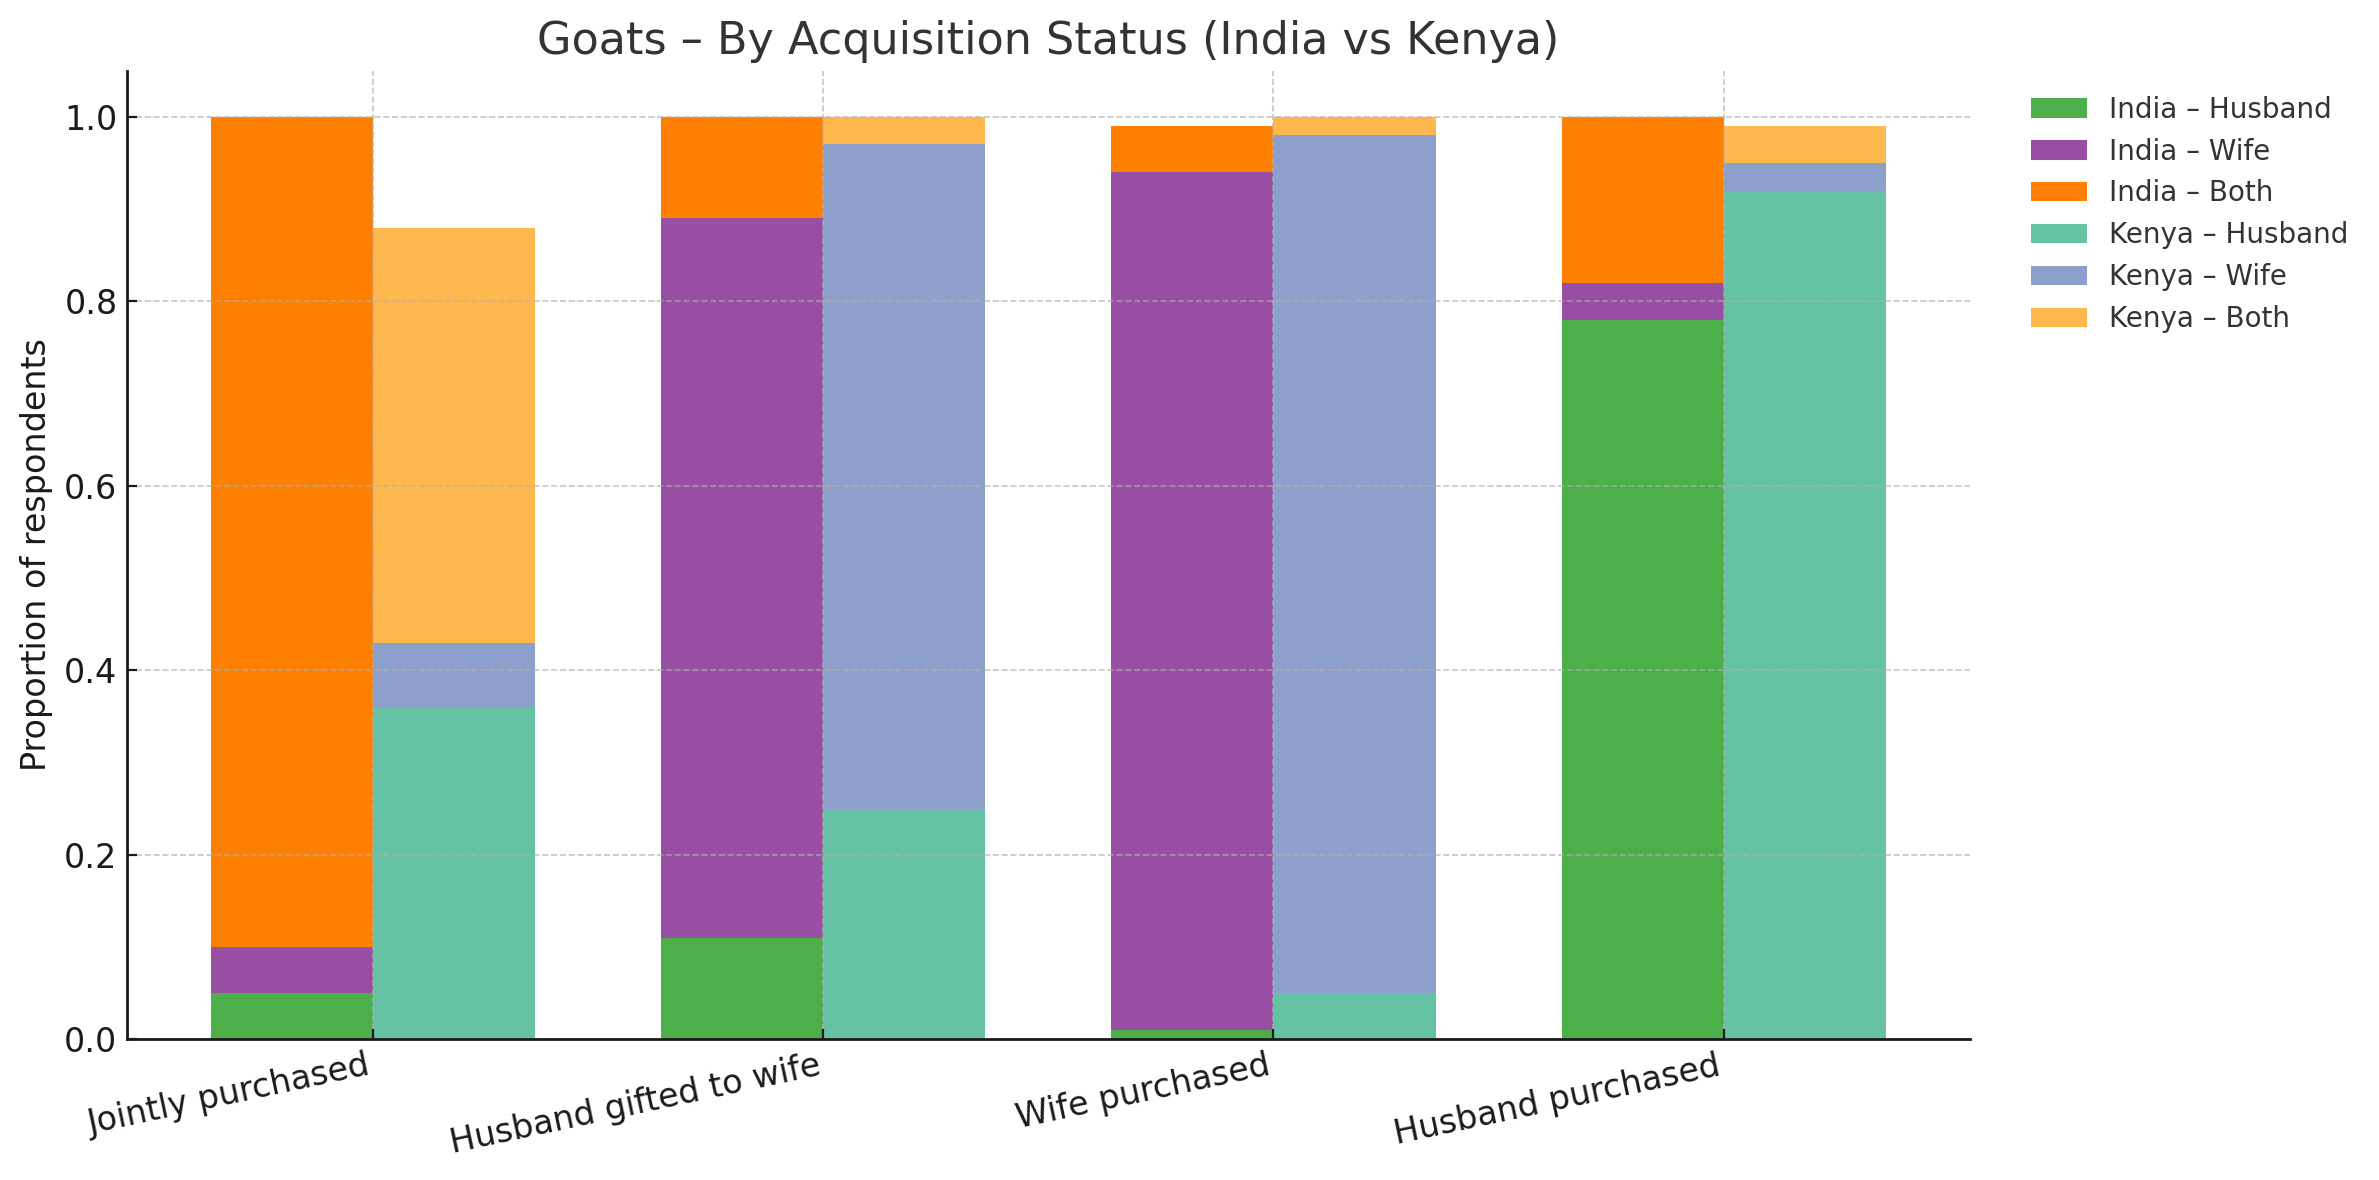 Goats – By Acquisition Status (India vs Kenya)
Proportion of respondents
1.0
0.8
0.6
0.4
0.2
0.0
Jointly purchased
Husband gifted to wife
Wife purchased
Husband purchased
India – Husband
India – Wife
India – Both
Kenya – Husband
Kenya – Wife
Kenya – Both